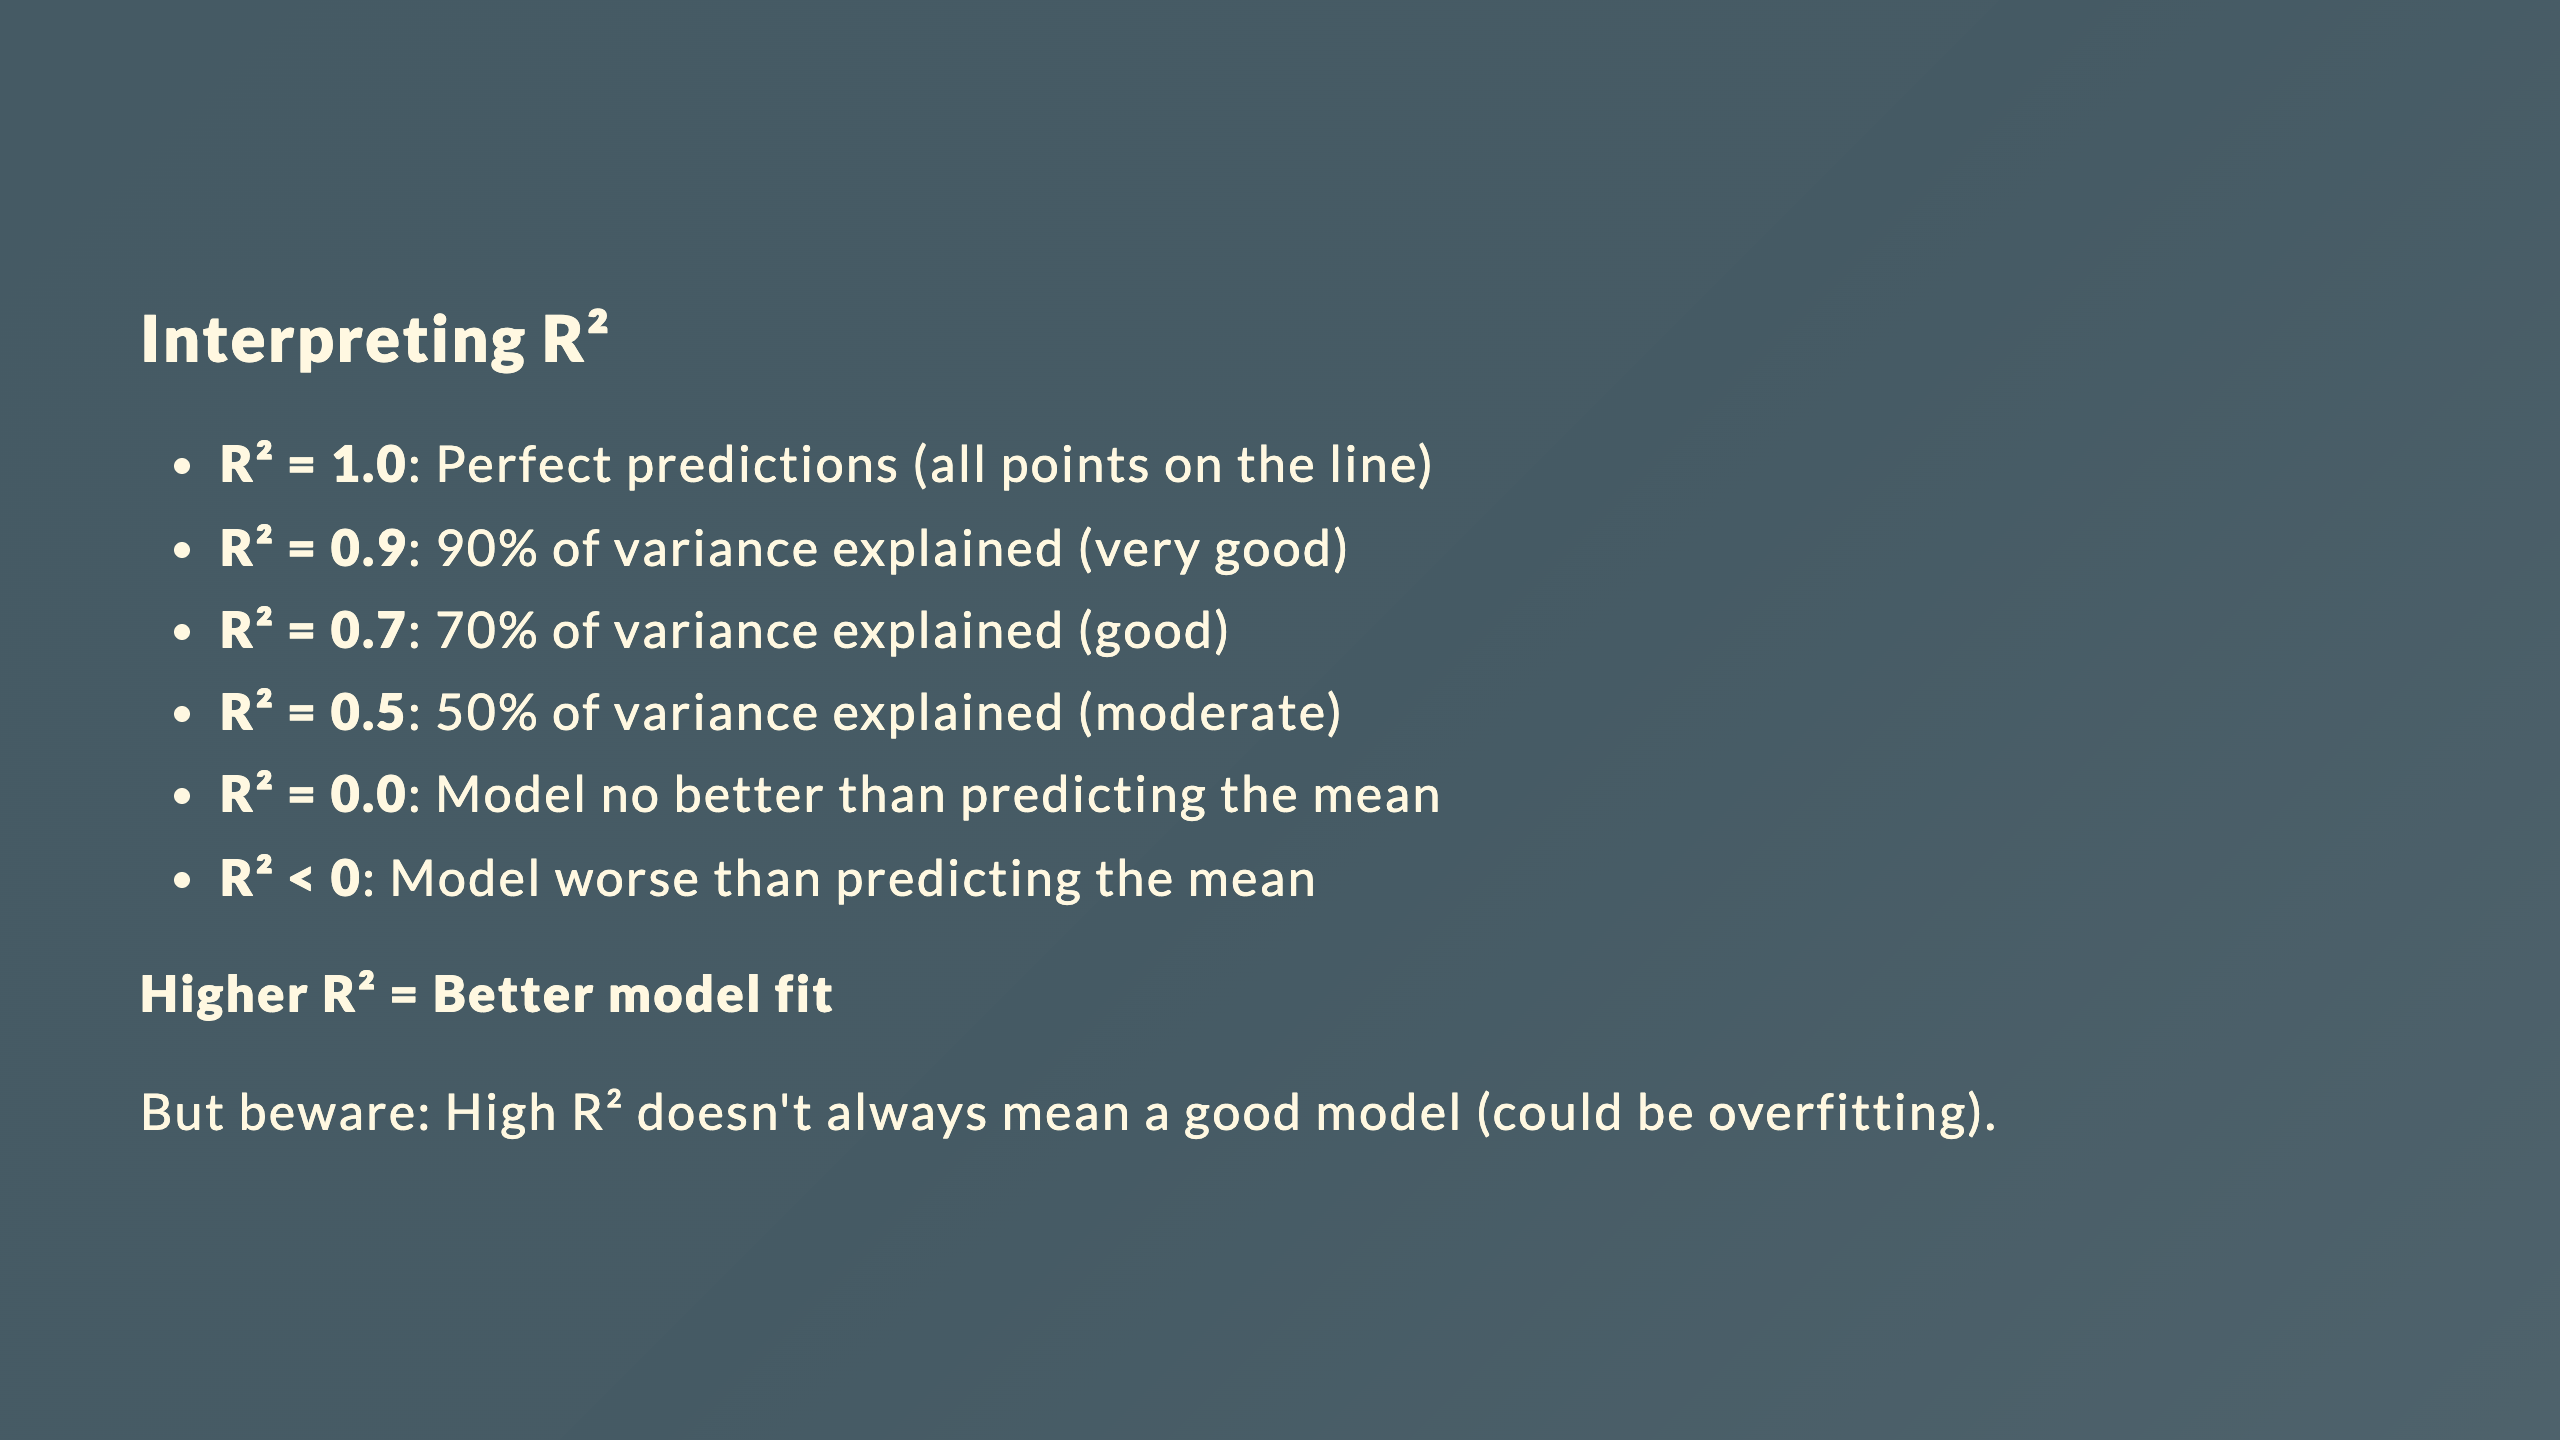 Interpreting R²
• R² = 1.0: Perfect predictions (all points on the line)
• R² = 0.9: 90% of variance explained (very good)
• R² = 0.7: 70% of variance explained (good)
• R² = 0.5: 50% of variance explained (moderate)
• R² = 0.0: Model no better than predicting the mean
• R² < 0: Model worse than predicting the mean
Higher R² = Better model fit
But beware: High R² doesn't always mean a good model (could be overfitting).